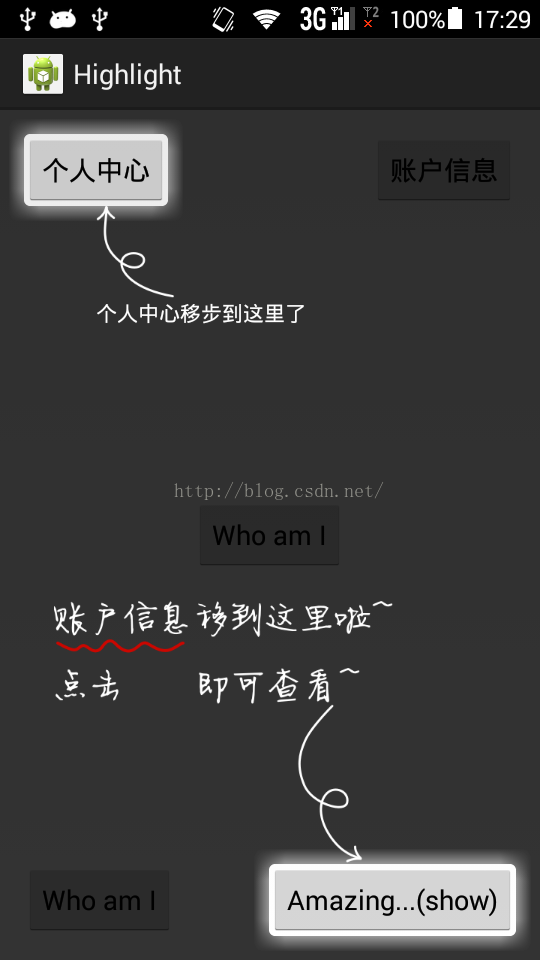 3G 1 2 100% 17:29
Highlight
个人中心 账户信息
个人中心移步到这里了
http://blog.csdn.net/
Who am I
账户信息移到这里啦~
点击 即可查看~
Who am I Amazing...(show)